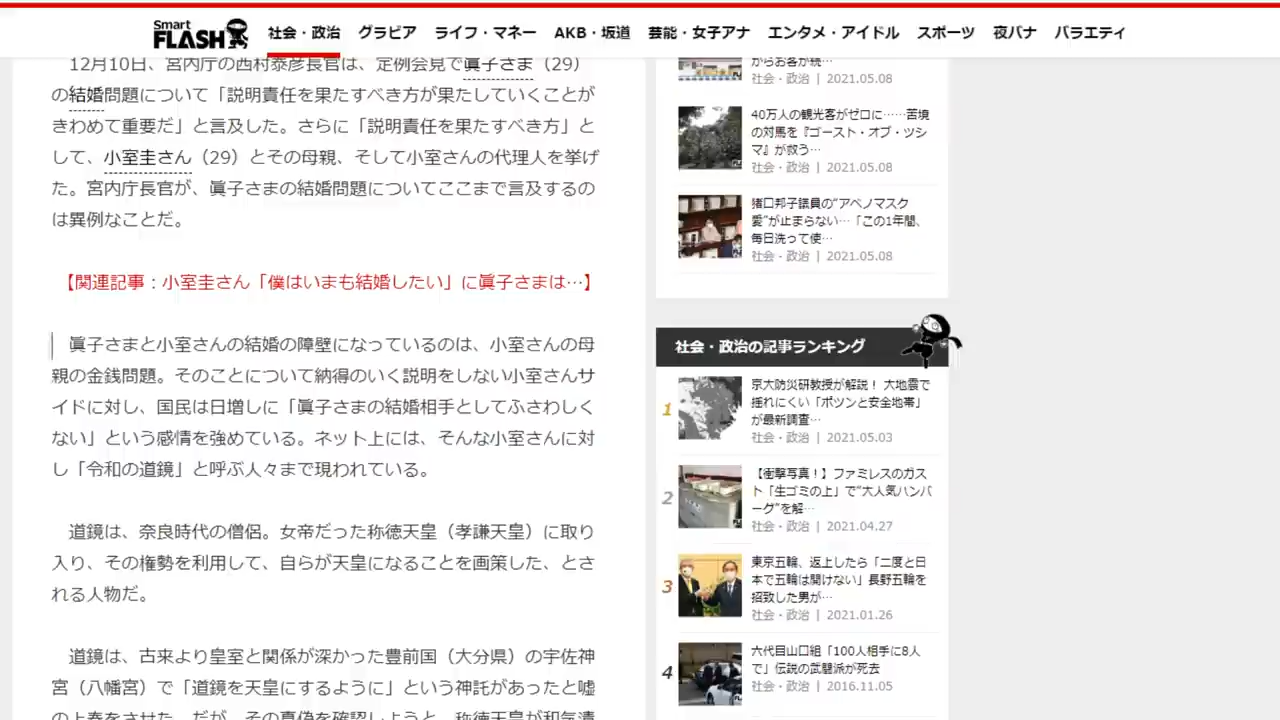 Smart
FLASH
社会・政治 グラビア ライフ・マネー AKB・坂道 芸能・女子アナ エンタメ・アイドル スポーツ 夜バナ バラエティ
12月10日、宮内庁の西村泰彦長官は、定例会見で眞子さま（29）
の結婚問題について「説明責任を果たすべき方が果たしていくことが
きわめて重要だ」と言及した。さらに「説明責任を果たすべき方」と
して、小室圭さん（29）とその母親、そして小室さんの代理人を挙げ
た。宮内庁長官が、眞子さまの結婚問題についてここまで言及するの
は異例なことだ。
【関連記事：小室圭さん「僕はいまも結婚したい」に眞子さまは…】
眞子さまと小室さんの結婚の障壁になっているのは、小室さんの母
親の金銭問題。そのことについて納得のいく説明をしない小室さんサ
イドに対し、国民は日増しに「眞子さまの結婚相手としてふさわしく
ない」という感情を強めている。ネット上には、そんな小室さんに対
し「令和の道鏡」と呼ぶ人々まで現われている。
道鏡は、奈良時代の僧侶。女帝だった称徳天皇（孝謙天皇）に取り
入り、その権勢を利用して、自らが天皇になることを画策した、とさ
れる人物だ。
道鏡は、古来より皇室と関係が深かった豊前国（大分県）の宇佐神
宮（八幡宮）で「道鏡を天皇にするように」という神託があったと嘘
の上奏をさせた。だが、その真偽を確認しようと、称徳天皇が和気清
からお客が続…
社会・政治 | 2021.05.08
40万人の観光客がゼロに……苦境
の対馬を『ゴースト・オブ・ツシ
マ』が救う…
社会・政治 | 2021.05.08
猪口邦子議員の“アベノマスク
愛”が止まらない…「この1年間、
毎日洗って使…
社会・政治 | 2021.05.08
社会・政治の記事ランキング
1
京大防災研教授が解説！ 大地震で
揺れにくい「ポツンと安全地帯」
が最新調査…
社会・政治 | 2021.05.03
2
【衝撃写真！】ファミレスのガス
ト「生ゴミの上」で“大人気ハンバ
ーグ”を解…
社会・政治 | 2021.04.27
3
東京五輪、返上したら「二度と日
本で五輪は開けない」長野五輪を
招致した男が…
社会・政治 | 2021.01.26
4
六代目山口組「100人相手に8人
で」伝説の武闘派が死去
社会・政治 | 2016.11.05